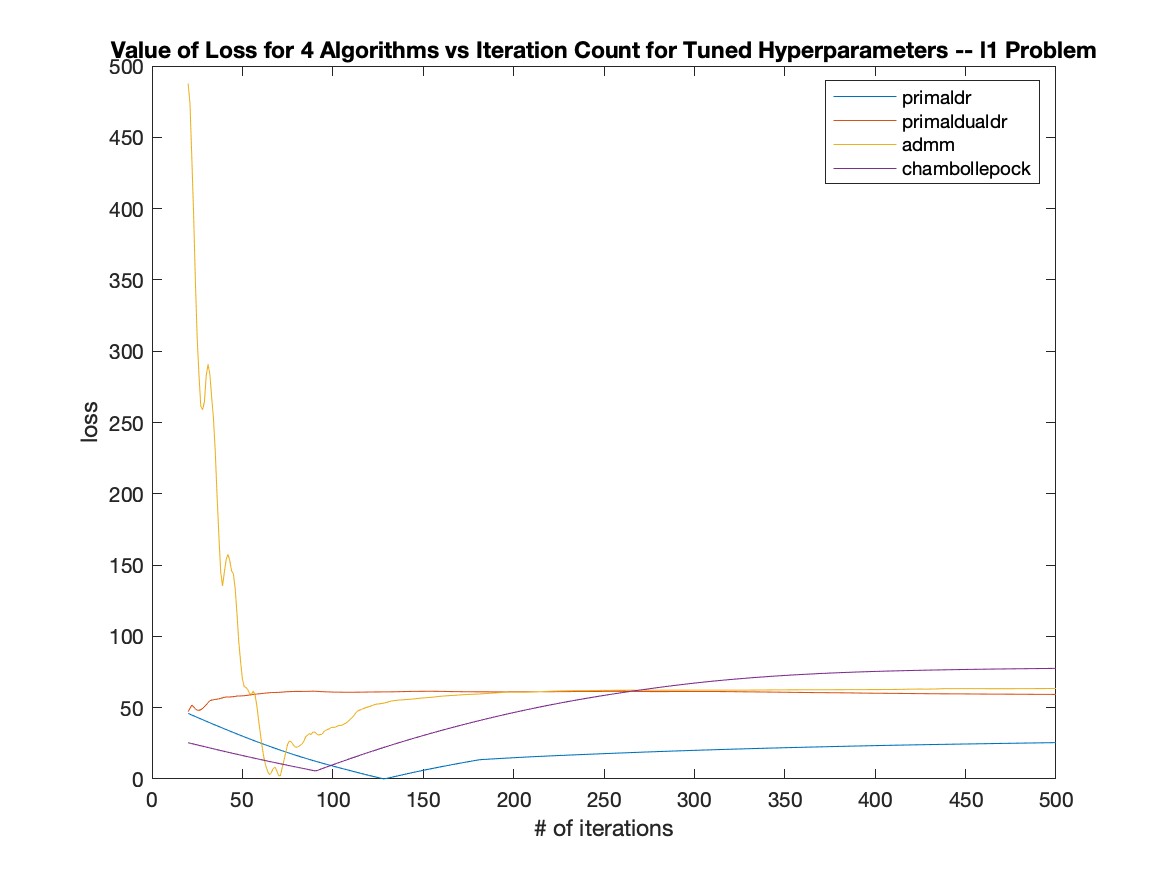 Value of Loss for 4 Algorithms vs Iteration Count for Tuned Hyperparameters -- l1 Problem
500
450
400
350
300
250
200
150
100
50
0
loss
primaldr
primaldualdr
admm
chambollepock
0 50 100 150 200 250 300 350 400 450 500
# of iterations